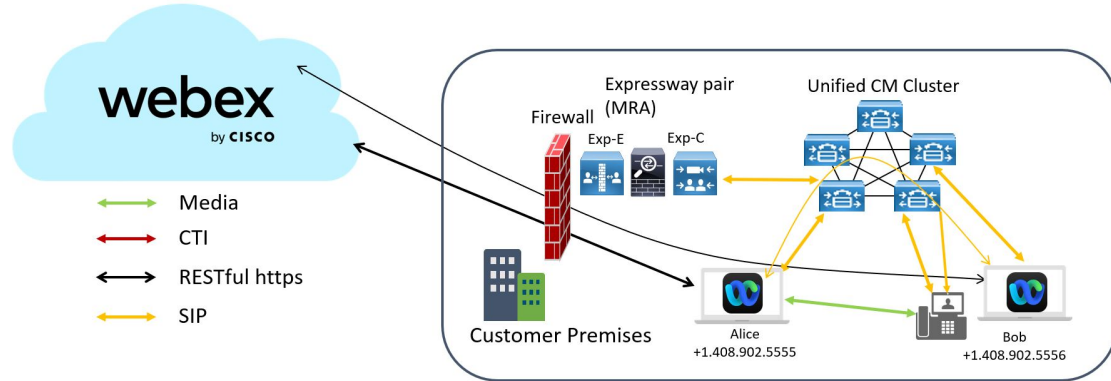 webex
by CISCO
Media
CTI
RESTful https
SIP
Firewall
Expressway pair
(MRA)
Exp-E
Exp-C
Unified CM Cluster
Customer Premises
Alice
+1.408.902.5555
Bob
+1.408.902.5556